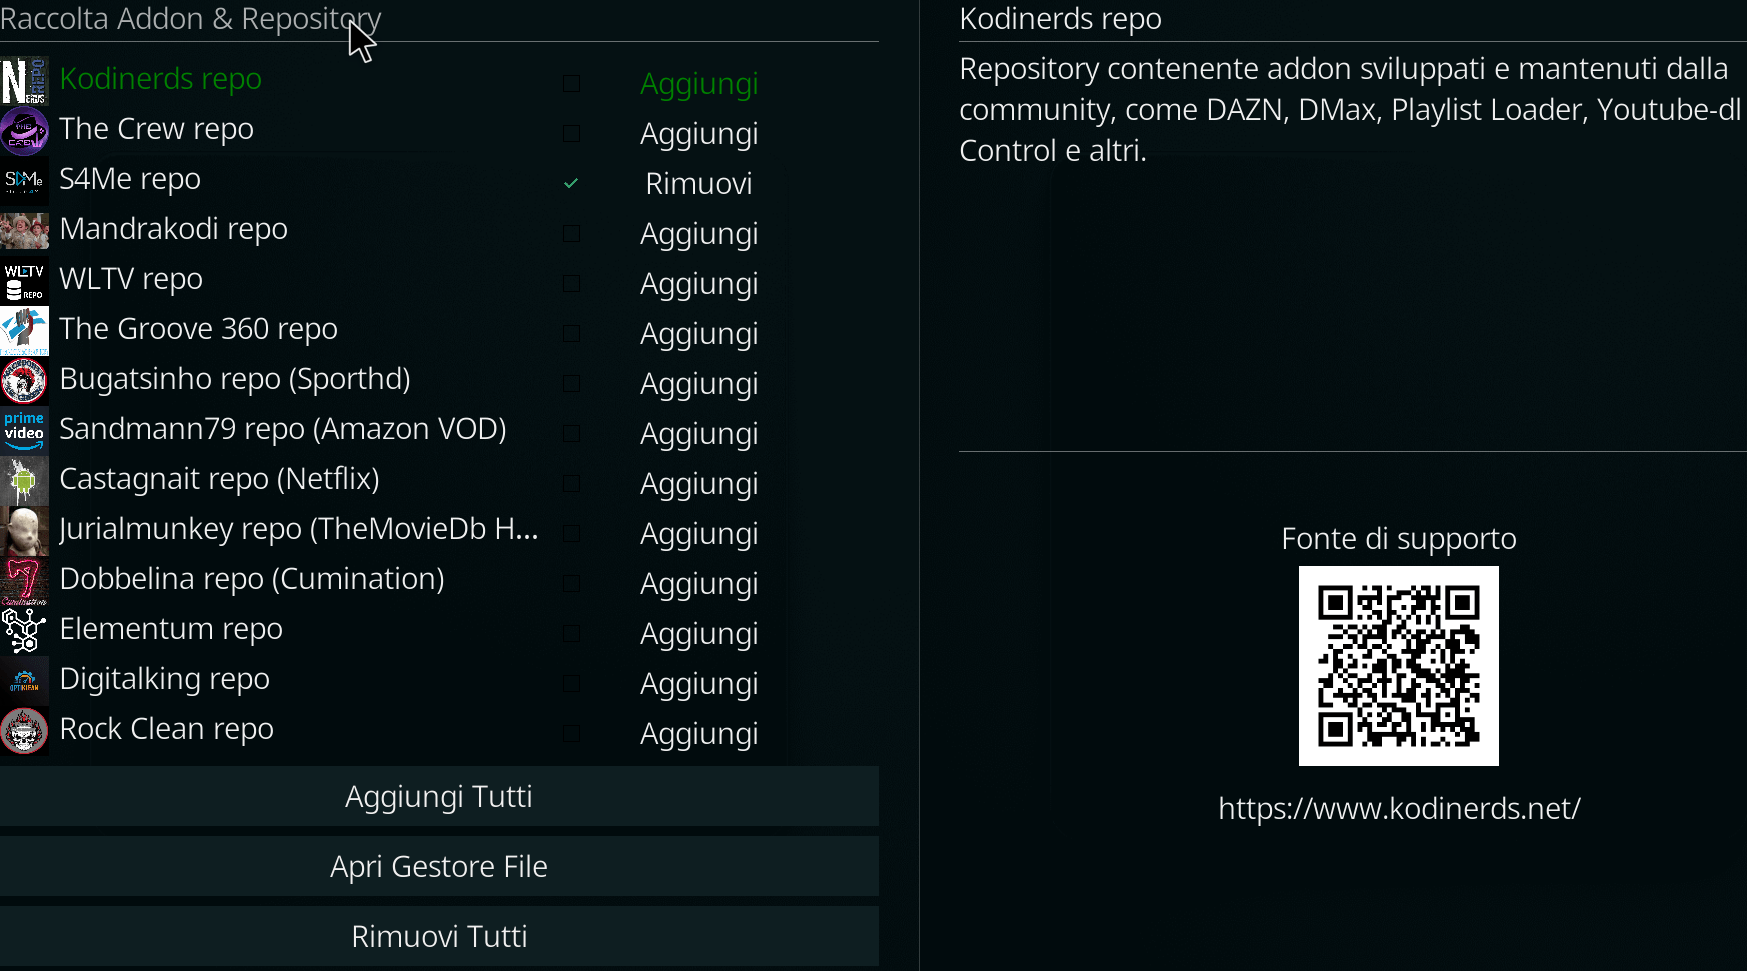 Raccolta Addon & Repository
Kodinerds repo Aggiungi
The Crew repo Aggiungi
S4Me repo Rimuovi
Mandrakodi repo Aggiungi
WLTV repo Aggiungi
The Groove 360 repo Aggiungi
Bugatsinho repo (Sporthd) Aggiungi
prime
video
Sandmann79 repo (Amazon VOD) Aggiungi
Castagnait repo (Netflix) Aggiungi
Jurialmunkey repo (TheMovieDb H... Aggiungi
Dobbelina repo (Cumination) Aggiungi
Elementum repo Aggiungi
Digitalking repo Aggiungi
Rock Clean repo Aggiungi
Aggiungi Tutti
Apri Gestore File
Rimuovi Tutti
Kodinerds repo
Repository contenente addon sviluppati e mantenuti dalla
community, come DAZN, DMax, Playlist Loader, Youtube-dl
Control e altri.
Fonte di supporto
https://www.kodinerds.net/